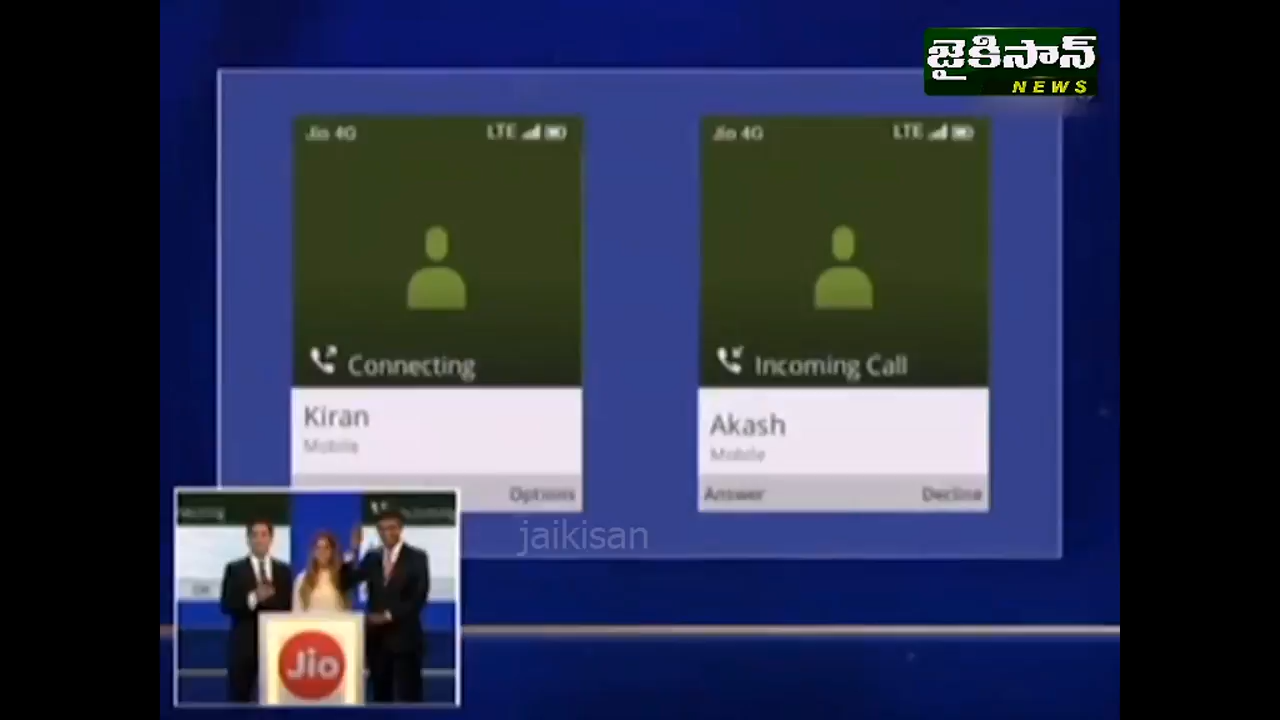 జైకిసాన్
NEWS
Jio 4G
LTE
Connecting
Kiran
Mobile
Options
Jio 4G
LTE
Incoming Call
Akash
Mobile
Answer
Decline
jaikisan
Jio